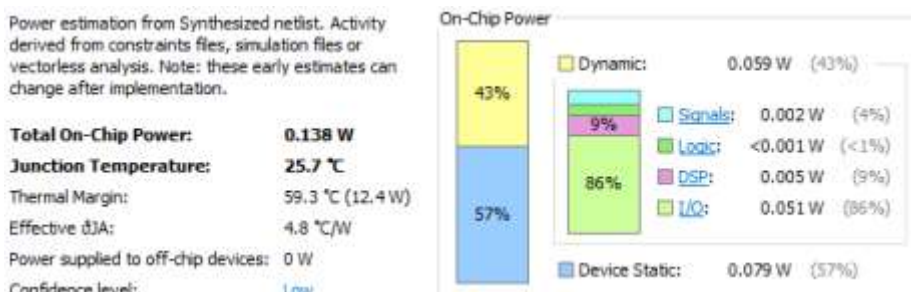 Power estimation from Synthesized netlist. Activity
derived from constraints files, simulation files or
vectorless analysis. Note: these early estimates can
change after implementation.
Total On-Chip Power: 0.138 W
Junction Temperature: 25.7 °C
Thermal Margin: 59.3 °C (12.4 W)
Effective ϑJA: 4.8 °C/W
Power supplied to off-chip devices: 0 W
Confidence level: Low
On-Chip Power
43%
57%
Dynamic: 0.059 W (43%)
9%
86%
Signals: 0.002 W (4%)
Logic: <0.001 W (<1%)
DSP: 0.005 W (9%)
I/O: 0.051 W (86%)
Device Static: 0.079 W (57%)